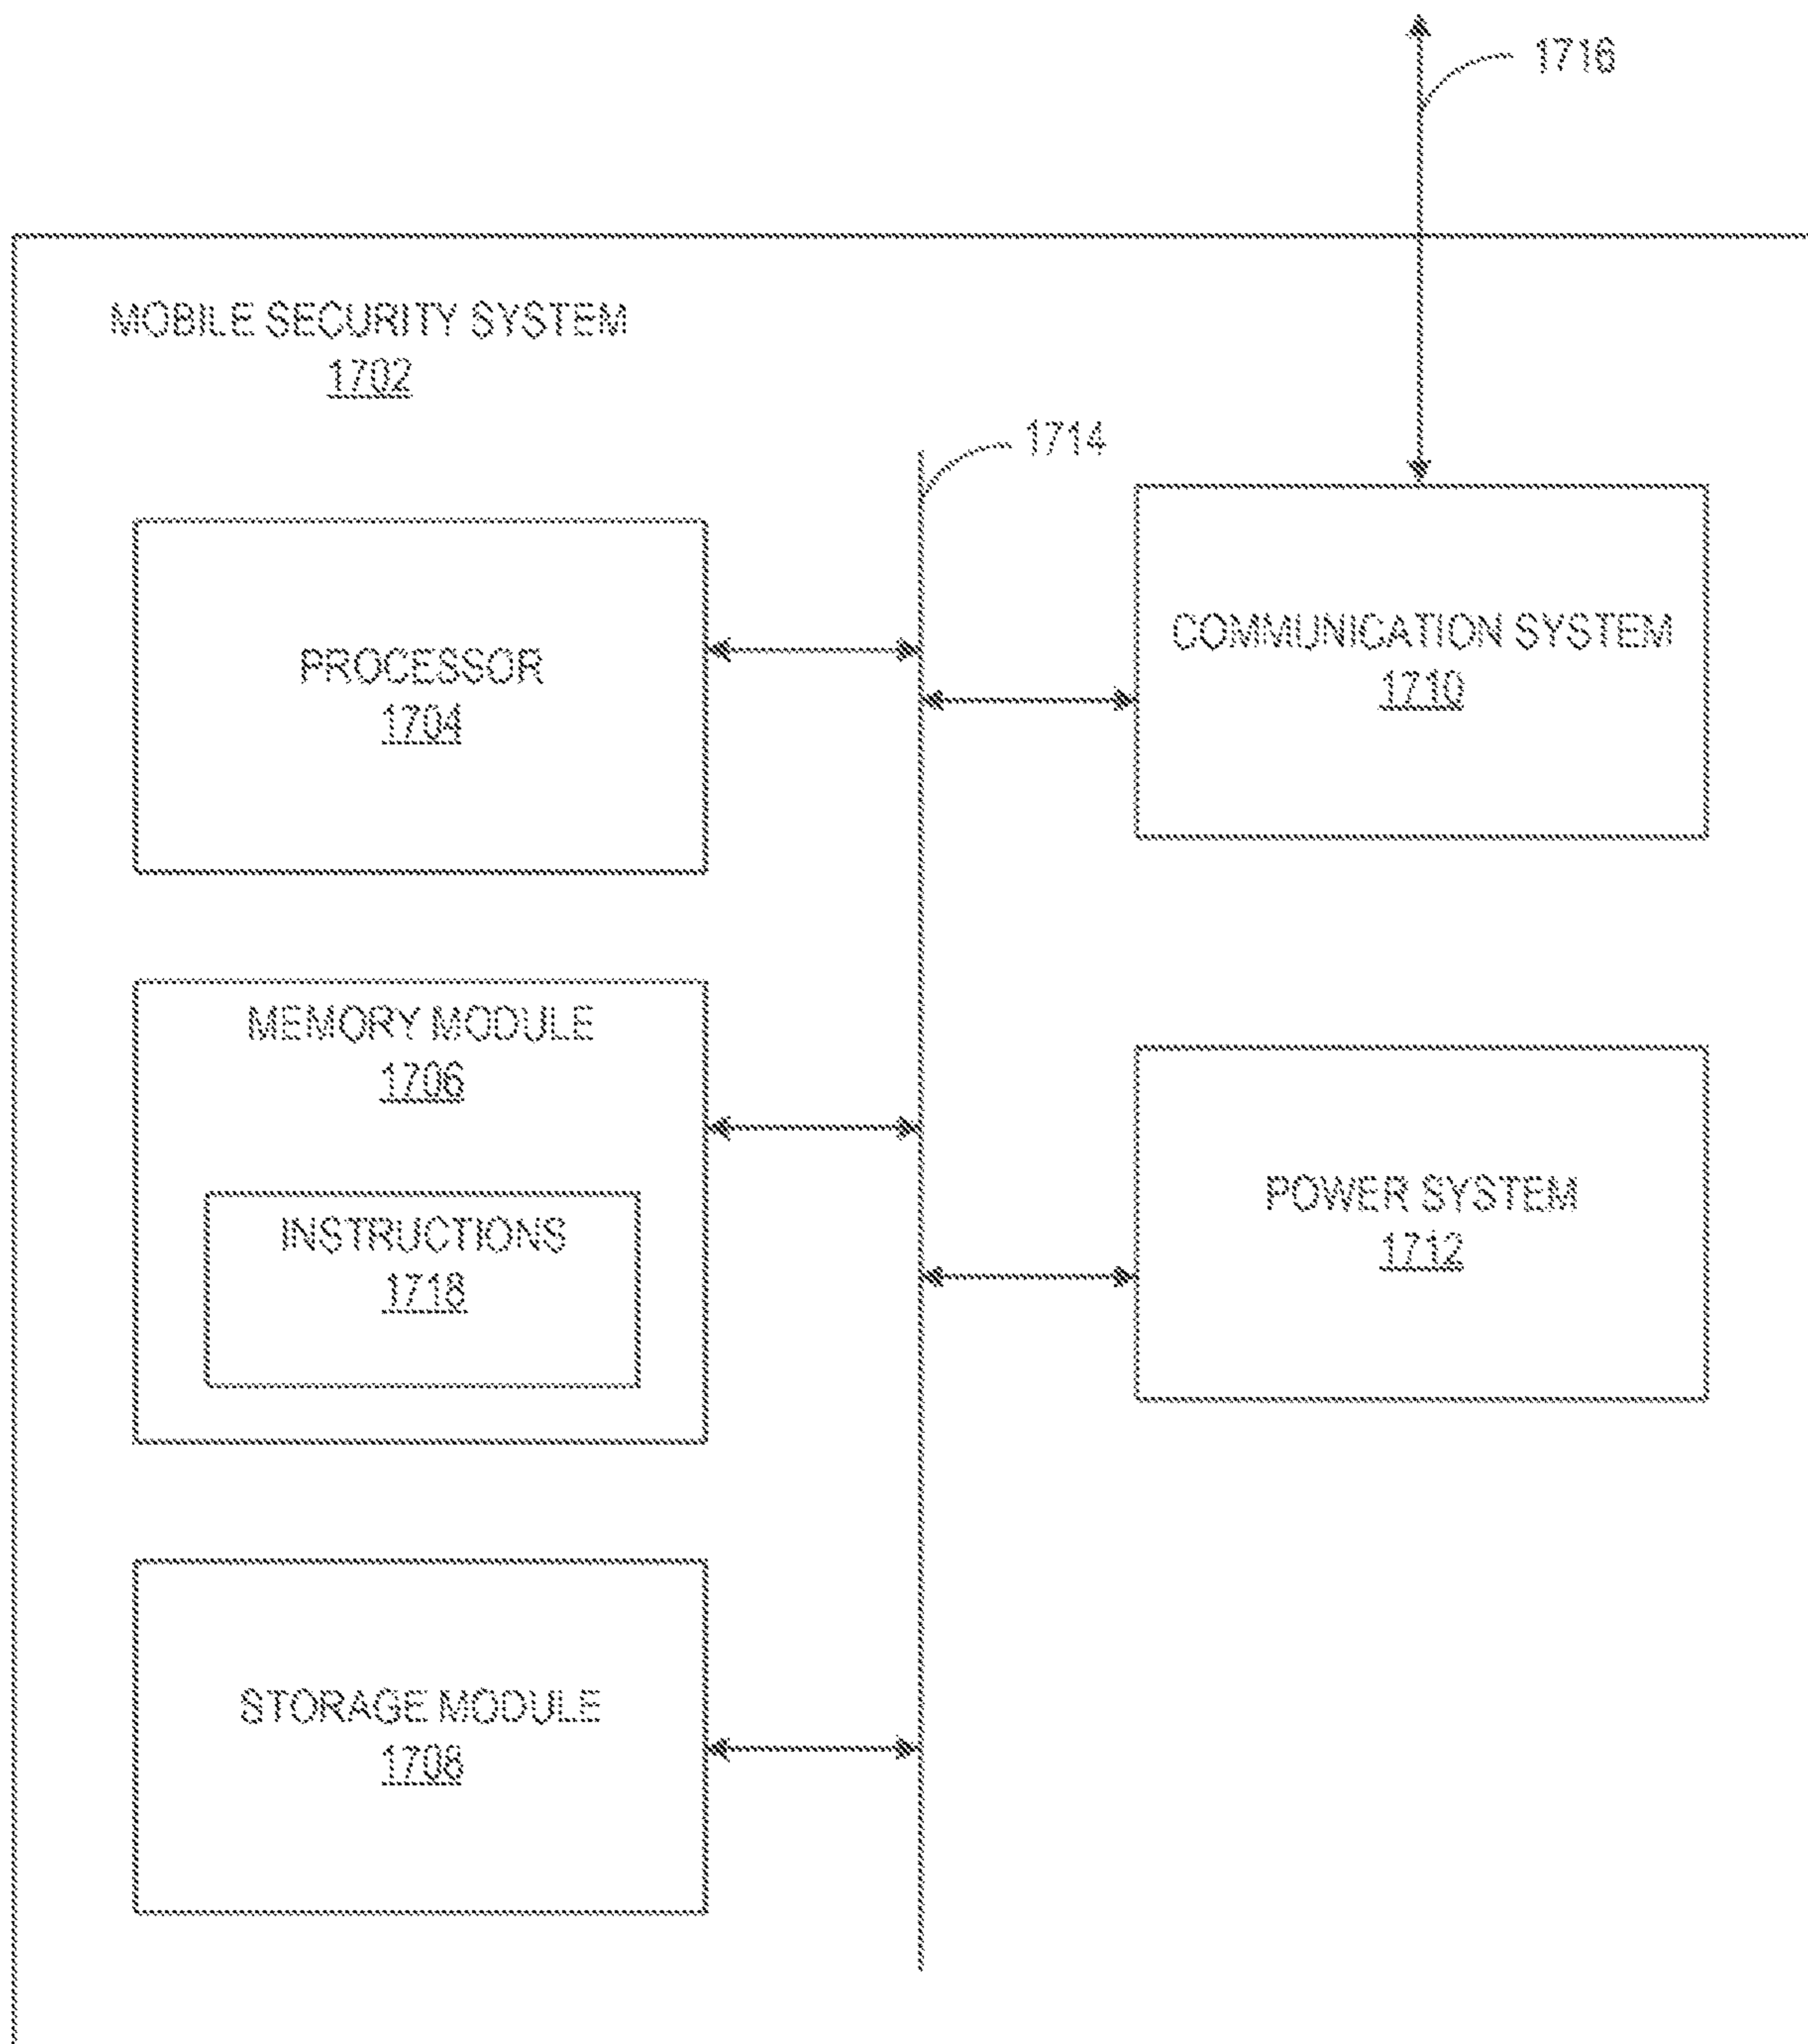 1716
MOBILE SECURITY SYSTEM
1702
1714
PROCESSOR
1704
COMMUNICATION SYSTEM
1710
MEMORY MODULE
1706
INSTRUCTIONS
1718
POWER SYSTEM
1712
STORAGE MODULE
1708